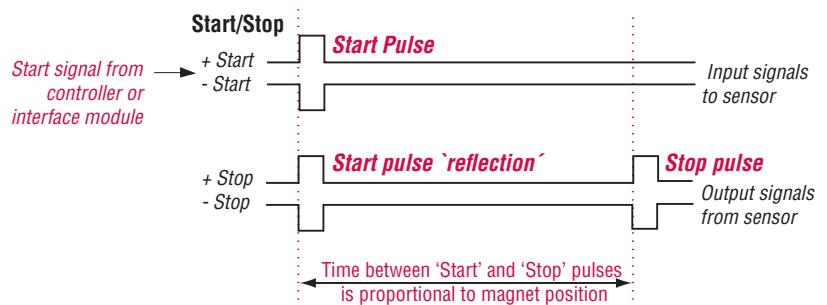 Start/Stop
Start Pulse
+ Start
- Start
Start signal from
controller or
interface module
Input signals
to sensor
Start pulse `reflection´
Stop pulse
+ Stop
- Stop
Output signals
from sensor
Time between ‘Start’ and ‘Stop’ pulses
is proportional to magnet position